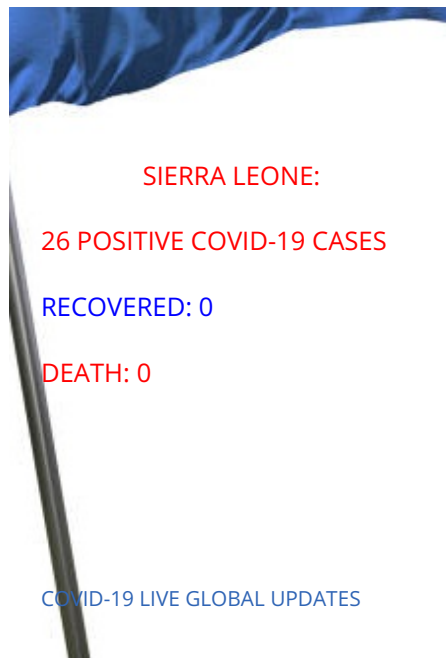 SIERRA LEONE:
26 POSITIVE COVID-19 CASES
RECOVERED: 0
DEATH: 0
COVID-19 LIVE GLOBAL UPDATES